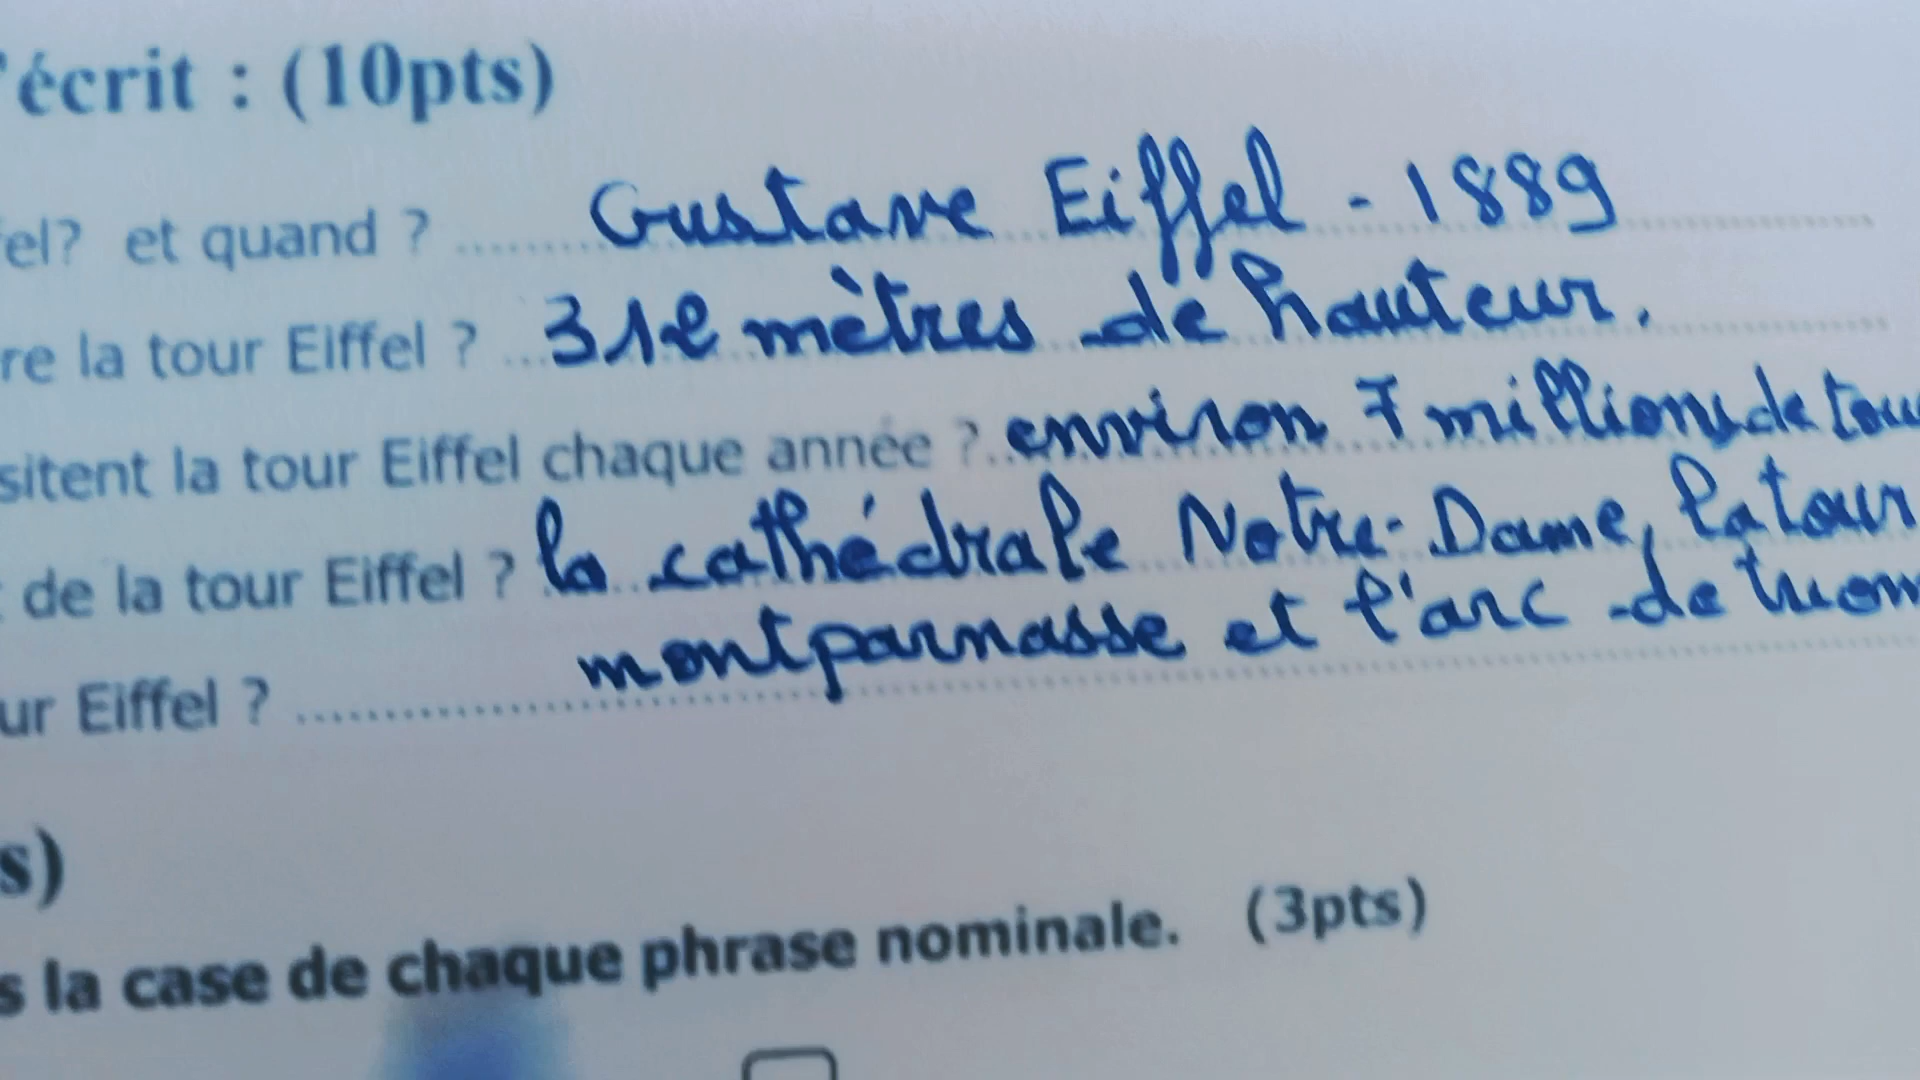 'écrit : (10pts)
el? et quand ? Gustave Eiffel - 1889
re la tour Eiffel ? 312 mètres de hauteur.
sitent la tour Eiffel chaque année ? environ 7 millions de tou
de la tour Eiffel ? la cathédrale Notre-Dame, la tour
montparnasse et l'arc de triom
ur Eiffel ?
s)
s la case de chaque phrase nominale. (3pts)